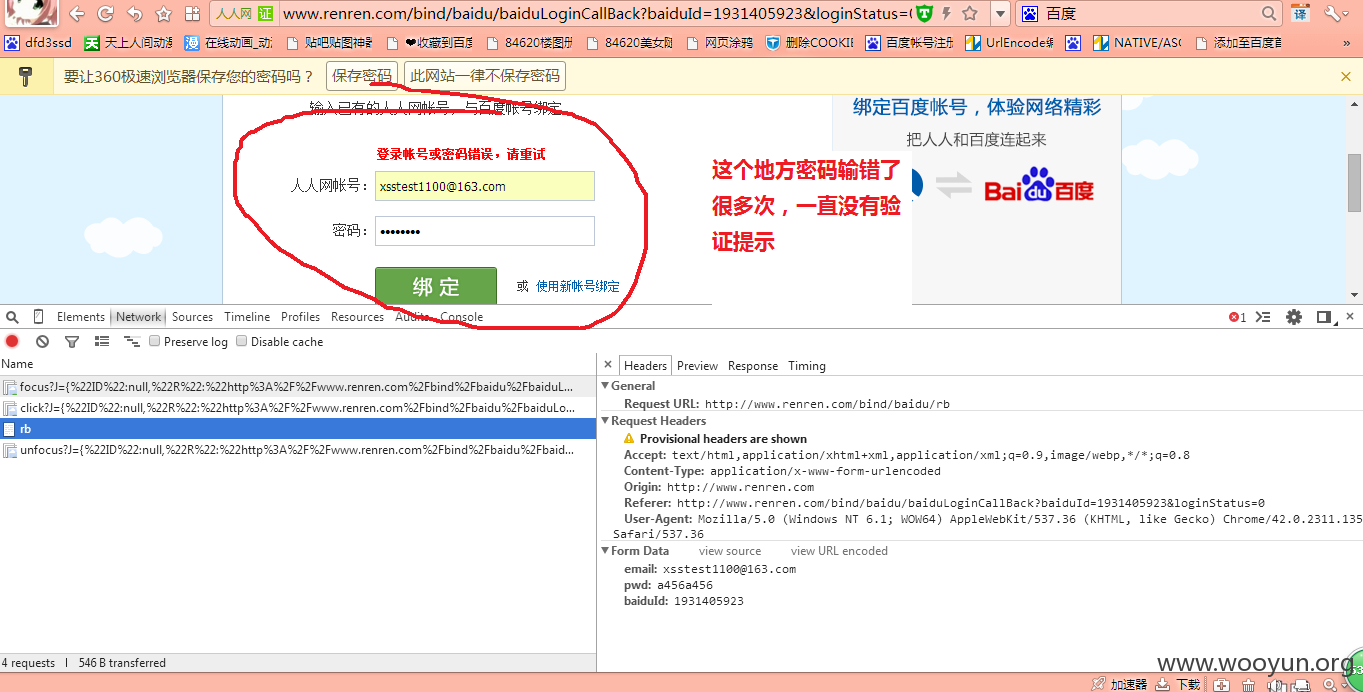 人人网 证 www.renren.com/bind/baidu/baiduLoginCallBack?baiduId=1931405923&loginStatus=( 百度 译
dfd3ssd 天上人间动漫 在线动画_动 贴吧贴图神器 ❤收藏到百度 84620楼图册 84620美女陂 网页涂鸦 删除COOKIE 百度帐号注册 UrlEncode编 NATIVE/ASC 添加至百度首 »
要让360极速浏览器保存您的密码吗？ 保存密码 此网站一律不保存密码
输入已有的人人网帐号，与百度帐号绑定
登录帐号或密码错误，请重试
人人网帐号： xsstest1100@163.com
密码： ••••••••
绑 定 或 使用新帐号绑定
绑定百度帐号，体验网络精彩
把人人和百度连起来
Bai 百度
这个地方密码输错了
很多次，一直没有验
证提示
Elements Network Sources Timeline Profiles Resources Audits Console 1
Preserve log Disable cache
Name
focus?J={%22ID%22:null,%22R%22:%22http%3A%2F%2Fwww.renren.com%2Fbind%2Fbaidu%2FbaiduL...
click?J={%22ID%22:null,%22R%22:%22http%3A%2F%2Fwww.renren.com%2Fbind%2Fbaidu%2FbaiduLo...
rb
unfocus?J={%22ID%22:null,%22R%22:%22http%3A%2F%2Fwww.renren.com%2Fbind%2Fbaidu%2Fbaid...
4 requests | 546 B transferred
Headers Preview Response Timing
General
Request URL: http://www.renren.com/bind/baidu/rb
Request Headers
Provisional headers are shown
Accept: text/html,application/xhtml+xml,application/xml;q=0.9,image/webp,*/*;q=0.8
Content-Type: application/x-www-form-urlencoded
Origin: http://www.renren.com
Referer: http://www.renren.com/bind/baidu/baiduLoginCallBack?baiduId=1931405923&loginStatus=0
User-Agent: Mozilla/5.0 (Windows NT 6.1; WOW64) AppleWebKit/537.36 (KHTML, like Gecko) Chrome/42.0.2311.135
Safari/537.36
Form Data view source view URL encoded
email: xsstest1100@163.com
pwd: a456a456
baiduId: 1931405923
www.wooyun.org
加速器 下载